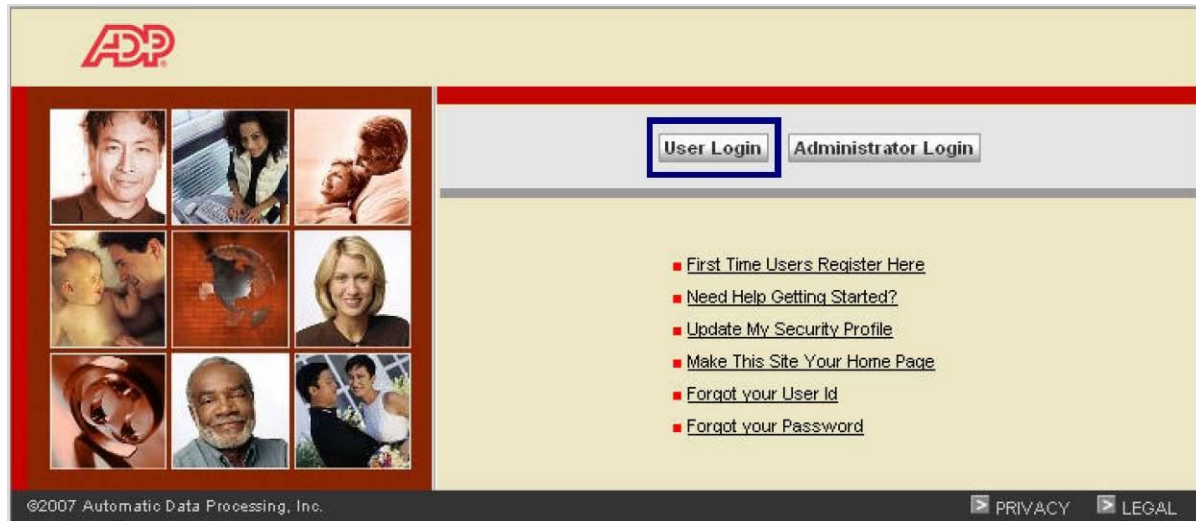 ADP
User Login Administrator Login
First Time Users Register Here
Need Help Getting Started?
Update My Security Profile
Make This Site Your Home Page
Forgot your User Id
Forgot your Password
©2007 Automatic Data Processing, Inc. PRIVACY LEGAL